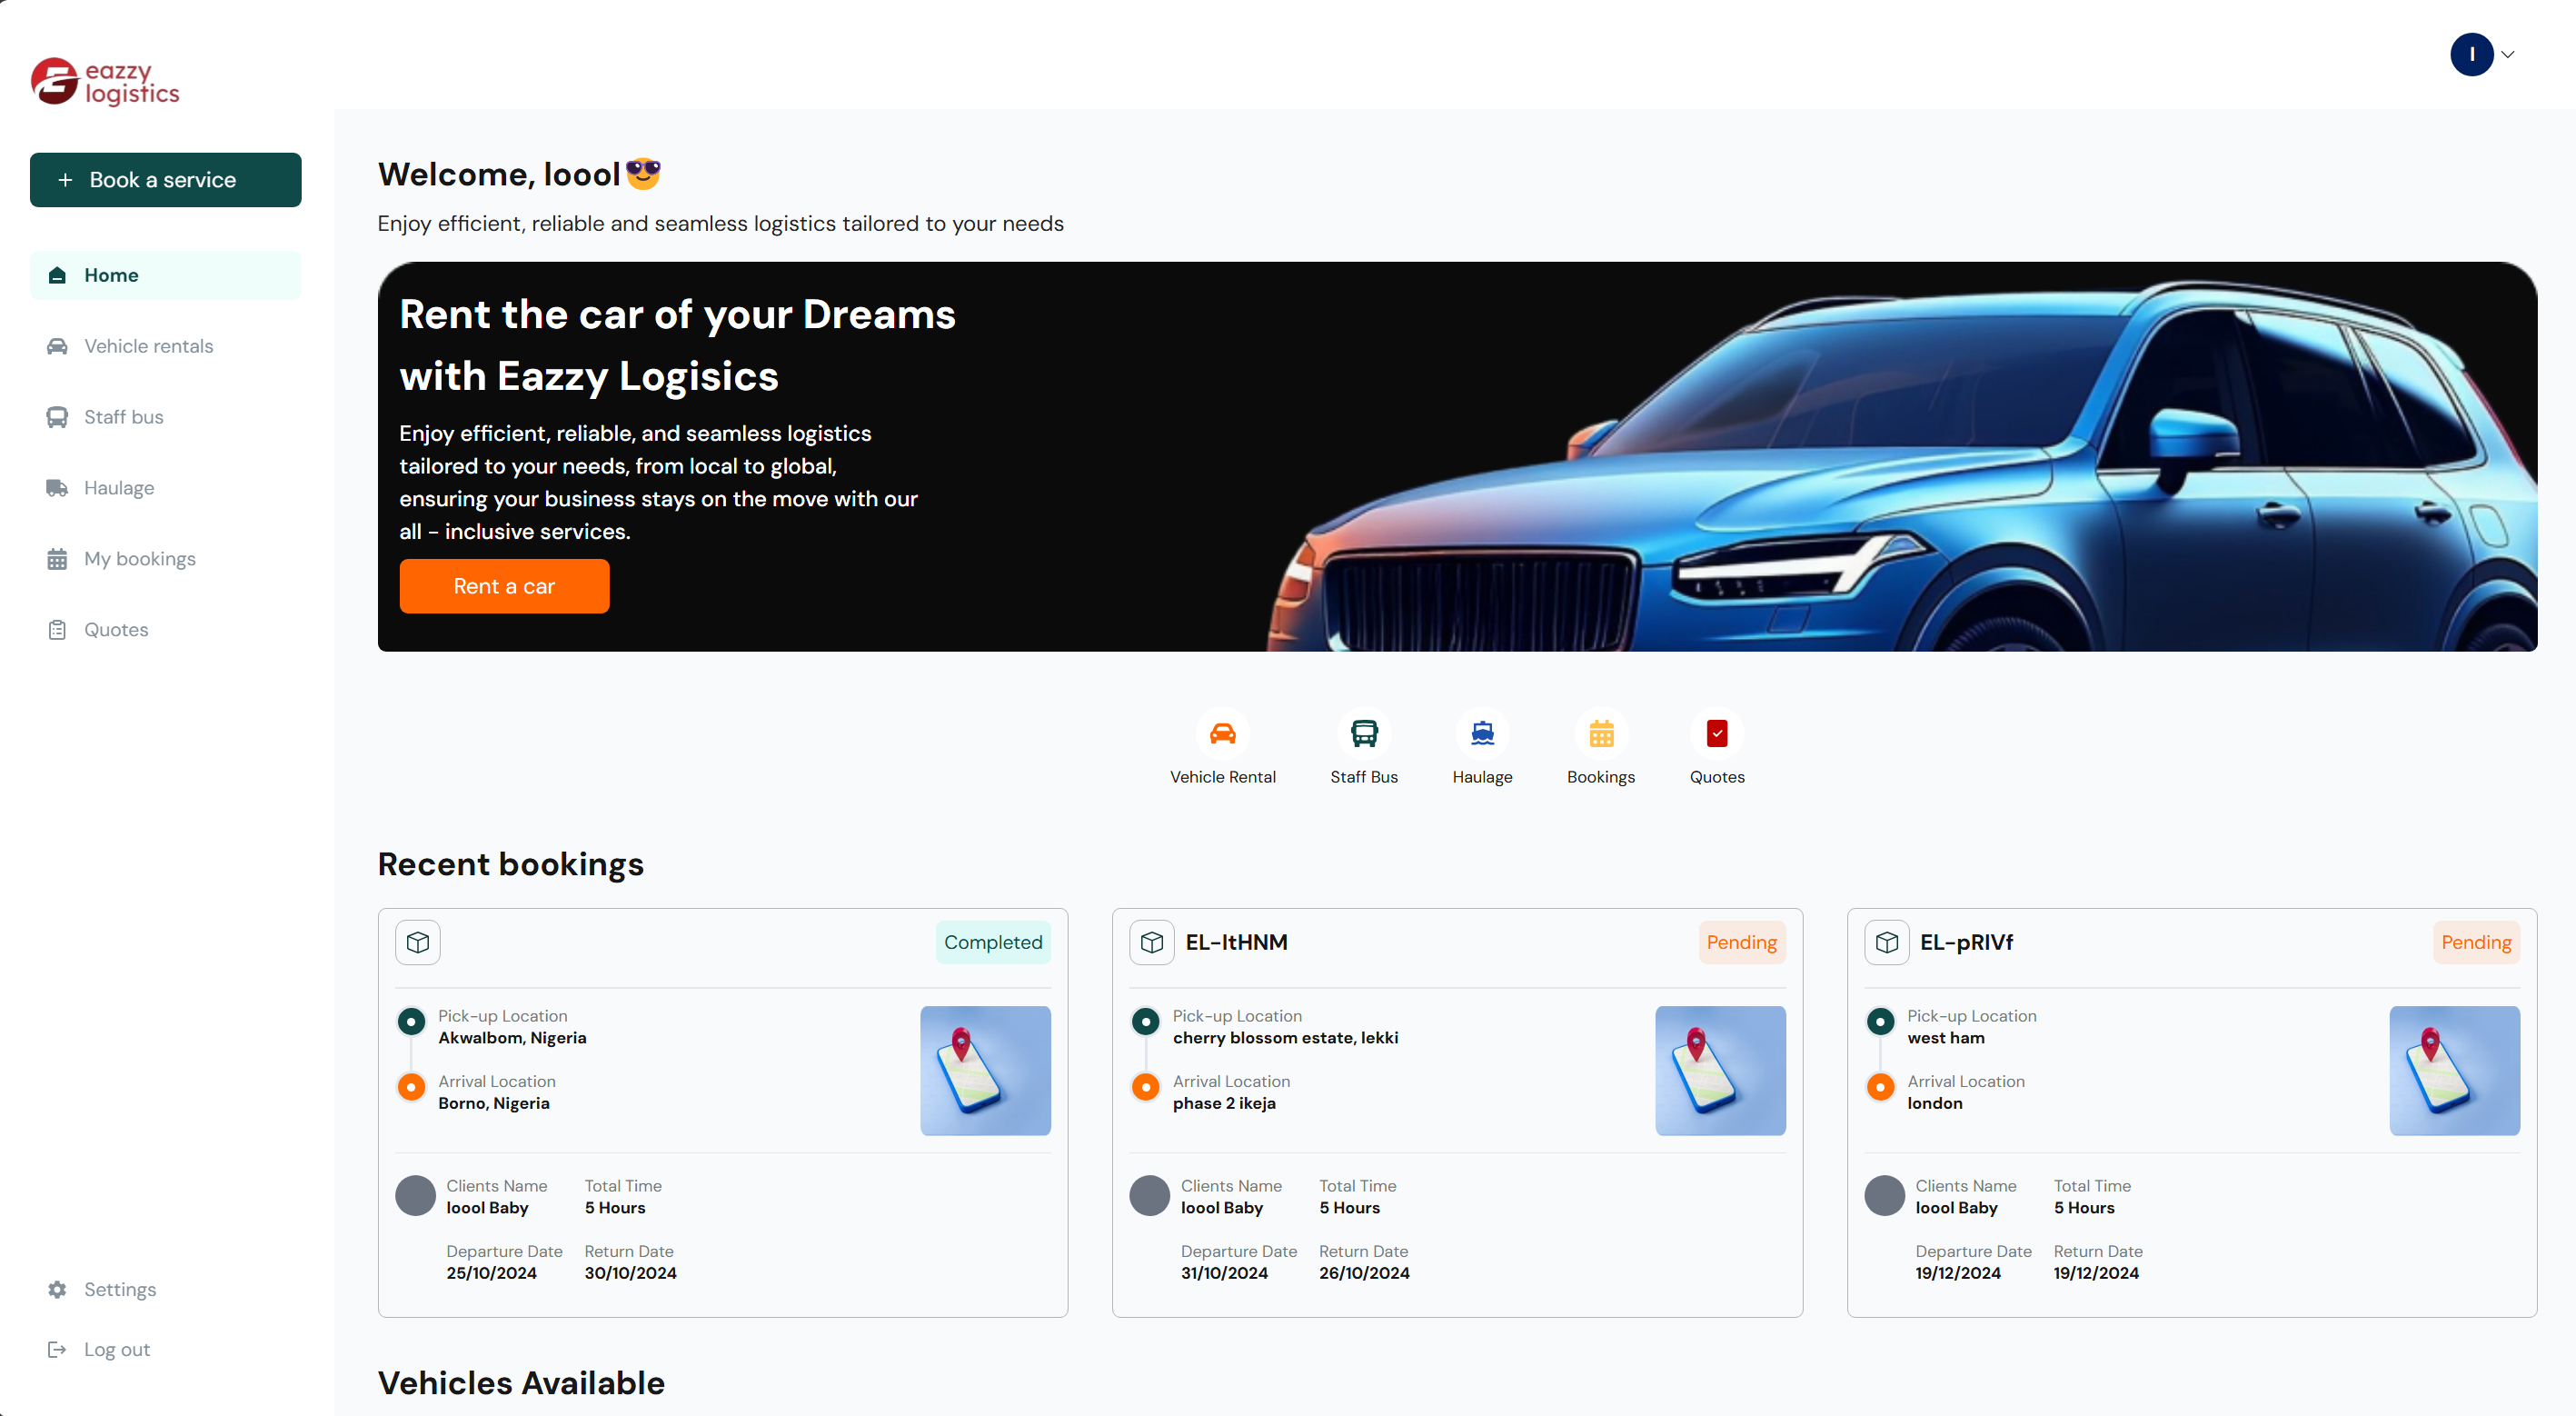 eazzy
logistics
Book a service
Home
Vehicle rentals
Staff bus
Haulage
My bookings
Quotes
Settings
Log out
I
Welcome, loool😎
Enjoy efficient, reliable and seamless logistics tailored to your needs
Rent the car of your Dreams
with Eazzy Logisics
Enjoy efficient, reliable, and seamless logistics
tailored to your needs, from local to global,
ensuring your business stays on the move with our
all - inclusive services.
Rent a car
Vehicle Rental
Staff Bus
Haulage
Bookings
Quotes
Recent bookings
Completed
Pick-up Location
AkwaIbom, Nigeria
Arrival Location
Borno, Nigeria
Clients Name
loool Baby
Total Time
5 Hours
Departure Date
25/10/2024
Return Date
30/10/2024
EL-ItHNM
Pending
Pick-up Location
cherry blossom estate, lekki
Arrival Location
phase 2 ikeja
Clients Name
loool Baby
Total Time
5 Hours
Departure Date
31/10/2024
Return Date
26/10/2024
EL-pRIVf
Pending
Pick-up Location
west ham
Arrival Location
london
Clients Name
loool Baby
Total Time
5 Hours
Departure Date
19/12/2024
Return Date
19/12/2024
Vehicles Available